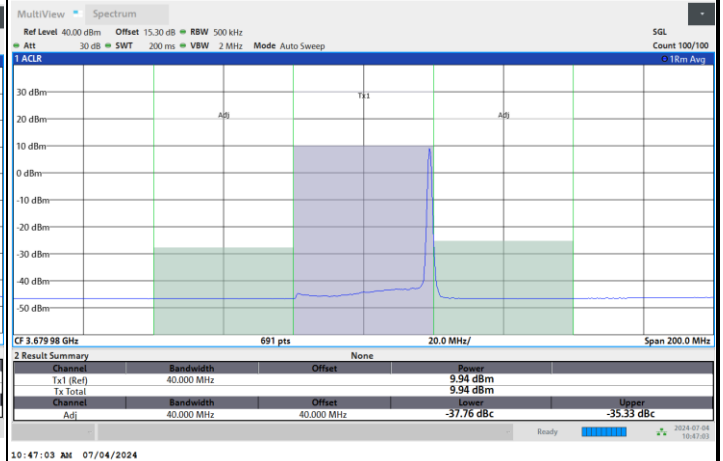 MultiView Spectrum
Ref Level 40.00 dBm Offset 15.30 dB RBW 500 kHz SGL
Att 30 dB SWT 200 ms VBW 2 MHz Mode Auto Sweep Count 100/100
1 ACLR 1Rm Avg
30 dBm
Tx1
20 dBm
Adj Adj
10 dBm
0 dBm
-10 dBm
-20 dBm
-30 dBm
-40 dBm
-50 dBm
CF 3.679 98 GHz 691 pts 20.0 MHz/ Span 200.0 MHz
2 Result Summary None
Channel Bandwidth Offset Power
Tx1 (Ref) 40.000 MHz 9.94 dBm
Tx Total 9.94 dBm
Channel Bandwidth Offset Lower Upper
Adj 40.000 MHz 40.000 MHz -37.76 dBc -35.33 dBc
Ready 2024-07-04
10:47:03
10:47:03 AM 07/04/2024